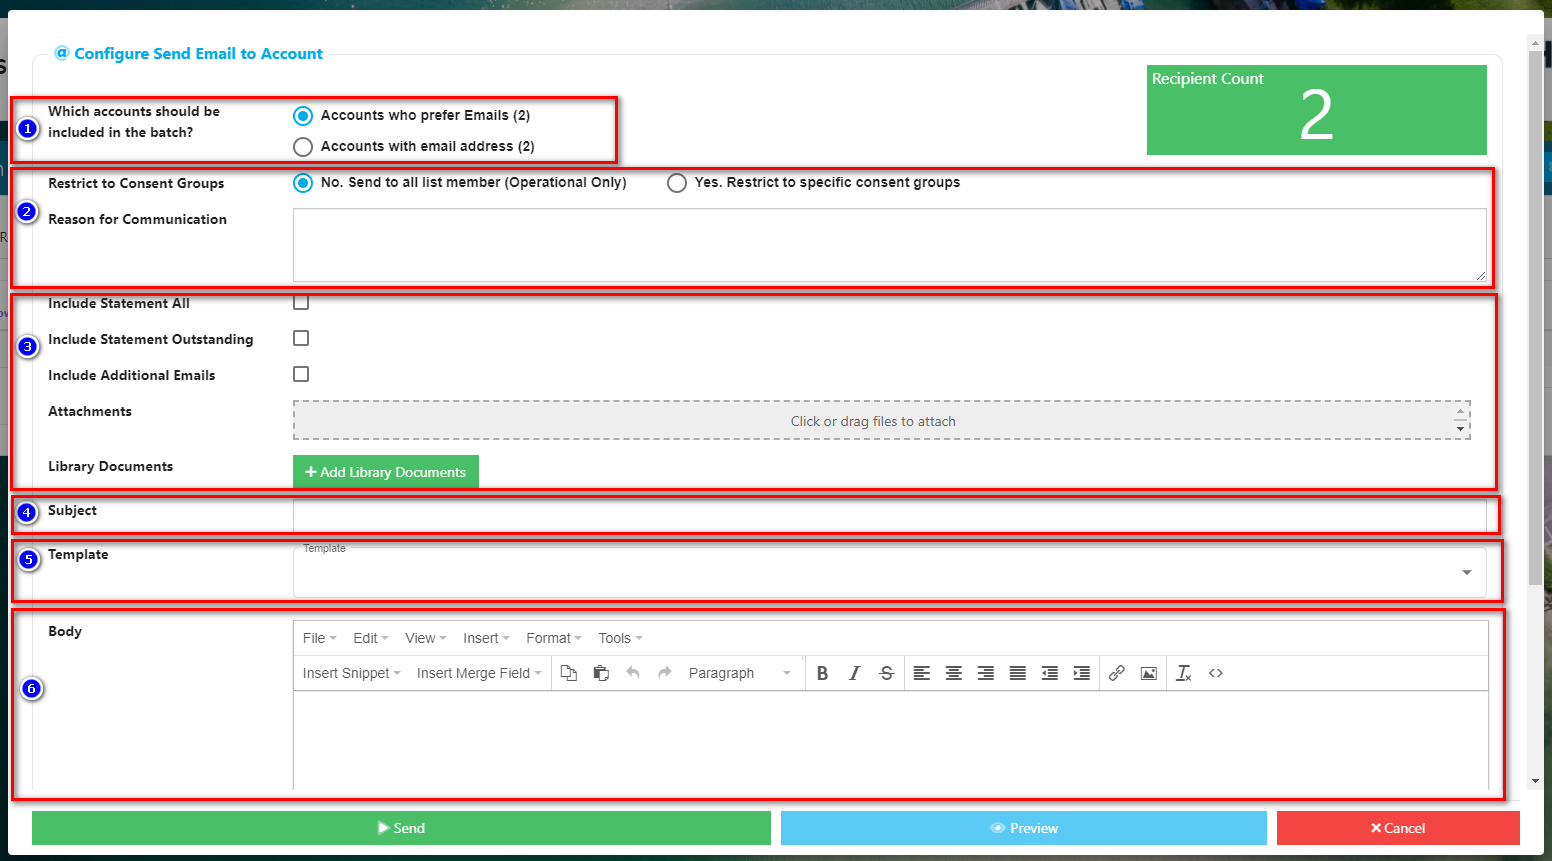 @ Configure Send Email to Account
Recipient Count
2
1
Which accounts should be
included in the batch?
Accounts who prefer Emails (2)
Accounts with email address (2)
2
Restrict to Consent Groups
No. Send to all list member (Operational Only)
Yes. Restrict to specific consent groups
Reason for Communication
3
Include Statement All
Include Statement Outstanding
Include Additional Emails
Attachments
Click or drag files to attach
Library Documents
+ Add Library Documents
4
Subject
5
Template
Template
6
Body
File Edit View Insert Format Tools
Insert Snippet Insert Merge Field Paragraph B I S
Send
Preview
Cancel